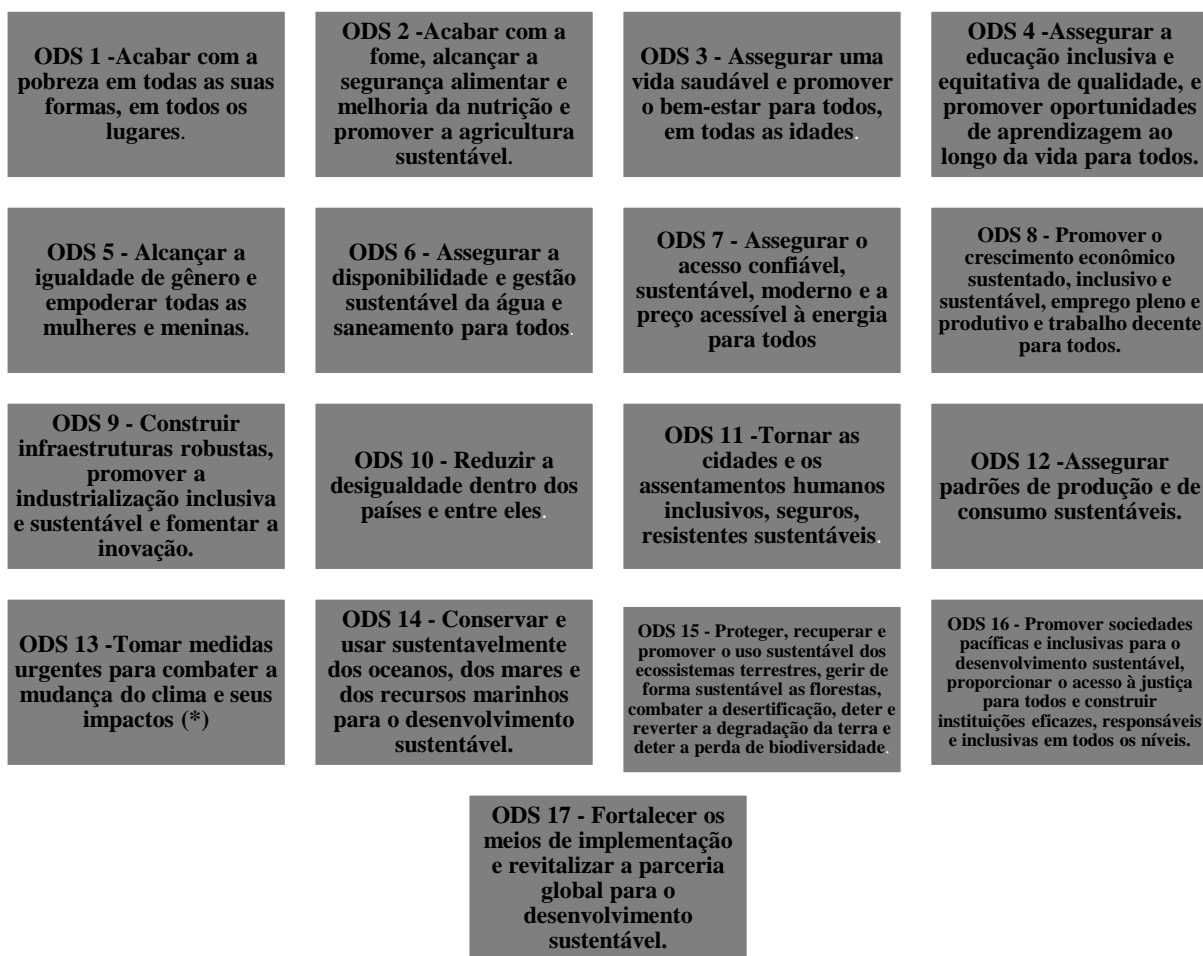 ODS 1 -Acabar com a
pobreza em todas as suas
formas, em todos os
lugares.
ODS 2 -Acabar com a
fome, alcançar a
segurança alimentar e
melhoria da nutrição e
promover a agricultura
sustentável.
ODS 3 - Assegurar uma
vida saudável e promover
o bem-estar para todos,
em todas as idades.
ODS 4 -Assegurar a
educação inclusiva e
equitativa de qualidade, e
promover oportunidades
de aprendizagem ao
longo da vida para todos.
ODS 5 - Alcançar a
igualdade de gênero e
empoderar todas as
mulheres e meninas.
ODS 6 - Assegurar a
disponibilidade e gestão
sustentável da água e
saneamento para todos.
ODS 7 - Assegurar o
acesso confiável,
sustentável, moderno e a
preço acessível à energia
para todos
ODS 8 - Promover o
crescimento econômico
sustentado, inclusivo e
sustentável, emprego pleno e
produtivo e trabalho decente
para todos.
ODS 9 - Construir
infraestruturas robustas,
promover a
industrialização inclusiva
e sustentável e fomentar a
inovação.
ODS 10 - Reduzir a
desigualdade dentro dos
países e entre eles.
ODS 11 -Tornar as
cidades e os
assentamentos humanos
inclusivos, seguros,
resistentes sustentáveis.
ODS 12 -Assegurar
padrões de produção e de
consumo sustentáveis.
ODS 13 -Tomar medidas
urgentes para combater a
mudança do clima e seus
impactos (*)
ODS 14 - Conservar e
usar sustentavelmente
dos oceanos, dos mares e
dos recursos marinhos
para o desenvolvimento
sustentável.
ODS 15 - Proteger, recuperar e
promover o uso sustentável dos
ecossistemas terrestres, gerir de
forma sustentável as florestas,
combater a desertificação, deter e
reverter a degradação da terra e
deter a perda de biodiversidade.
ODS 16 - Promover sociedades
pacíficas e inclusivas para o
desenvolvimento sustentável,
proporcionar o acesso à justiça
para todos e construir
instituições eficazes, responsáveis
e inclusivas em todos os níveis.
ODS 17 - Fortalecer os
meios de implementação
e revitalizar a parceria
global para o
desenvolvimento
sustentável.